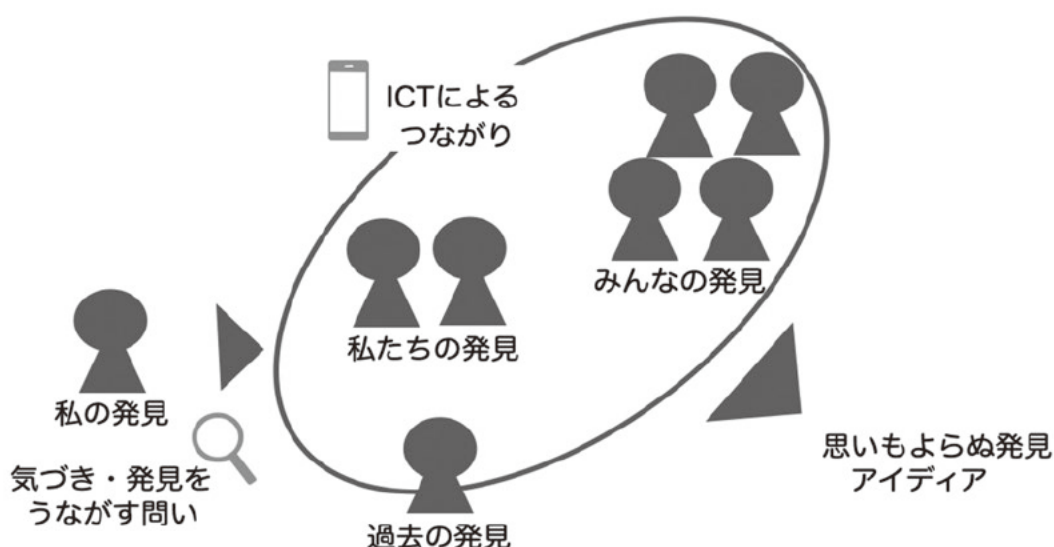 ICTによる
つながり
みんなの発見
私たちの発見
私の発見
気づき・発見を
うながす問い
過去の発見
思いもよらぬ発見
アイディア